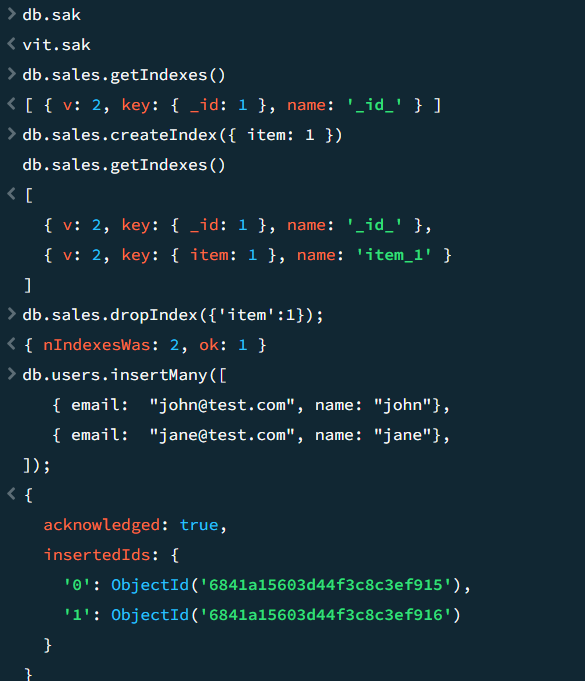 > db.sak
< vit.sak
> db.sales.getIndexes()
< [ { v: 2, key: { _id: 1 }, name: '_id_' } ]
> db.sales.createIndex({ item: 1 })
db.sales.getIndexes()
< [
{ v: 2, key: { _id: 1 }, name: '_id_' },
{ v: 2, key: { item: 1 }, name: 'item_1' }
]
> db.sales.dropIndex({'item':1});
< { nIndexesWas: 2, ok: 1 }
> db.users.insertMany([
{ email:  "john@test.com", name: "john"},
{ email:  "jane@test.com", name: "jane"},
]);
< {
acknowledged: true,
insertedIds: {
'0': ObjectId('6841a15603d44f3c8c3ef915'),
'1': ObjectId('6841a15603d44f3c8c3ef916')
}
}